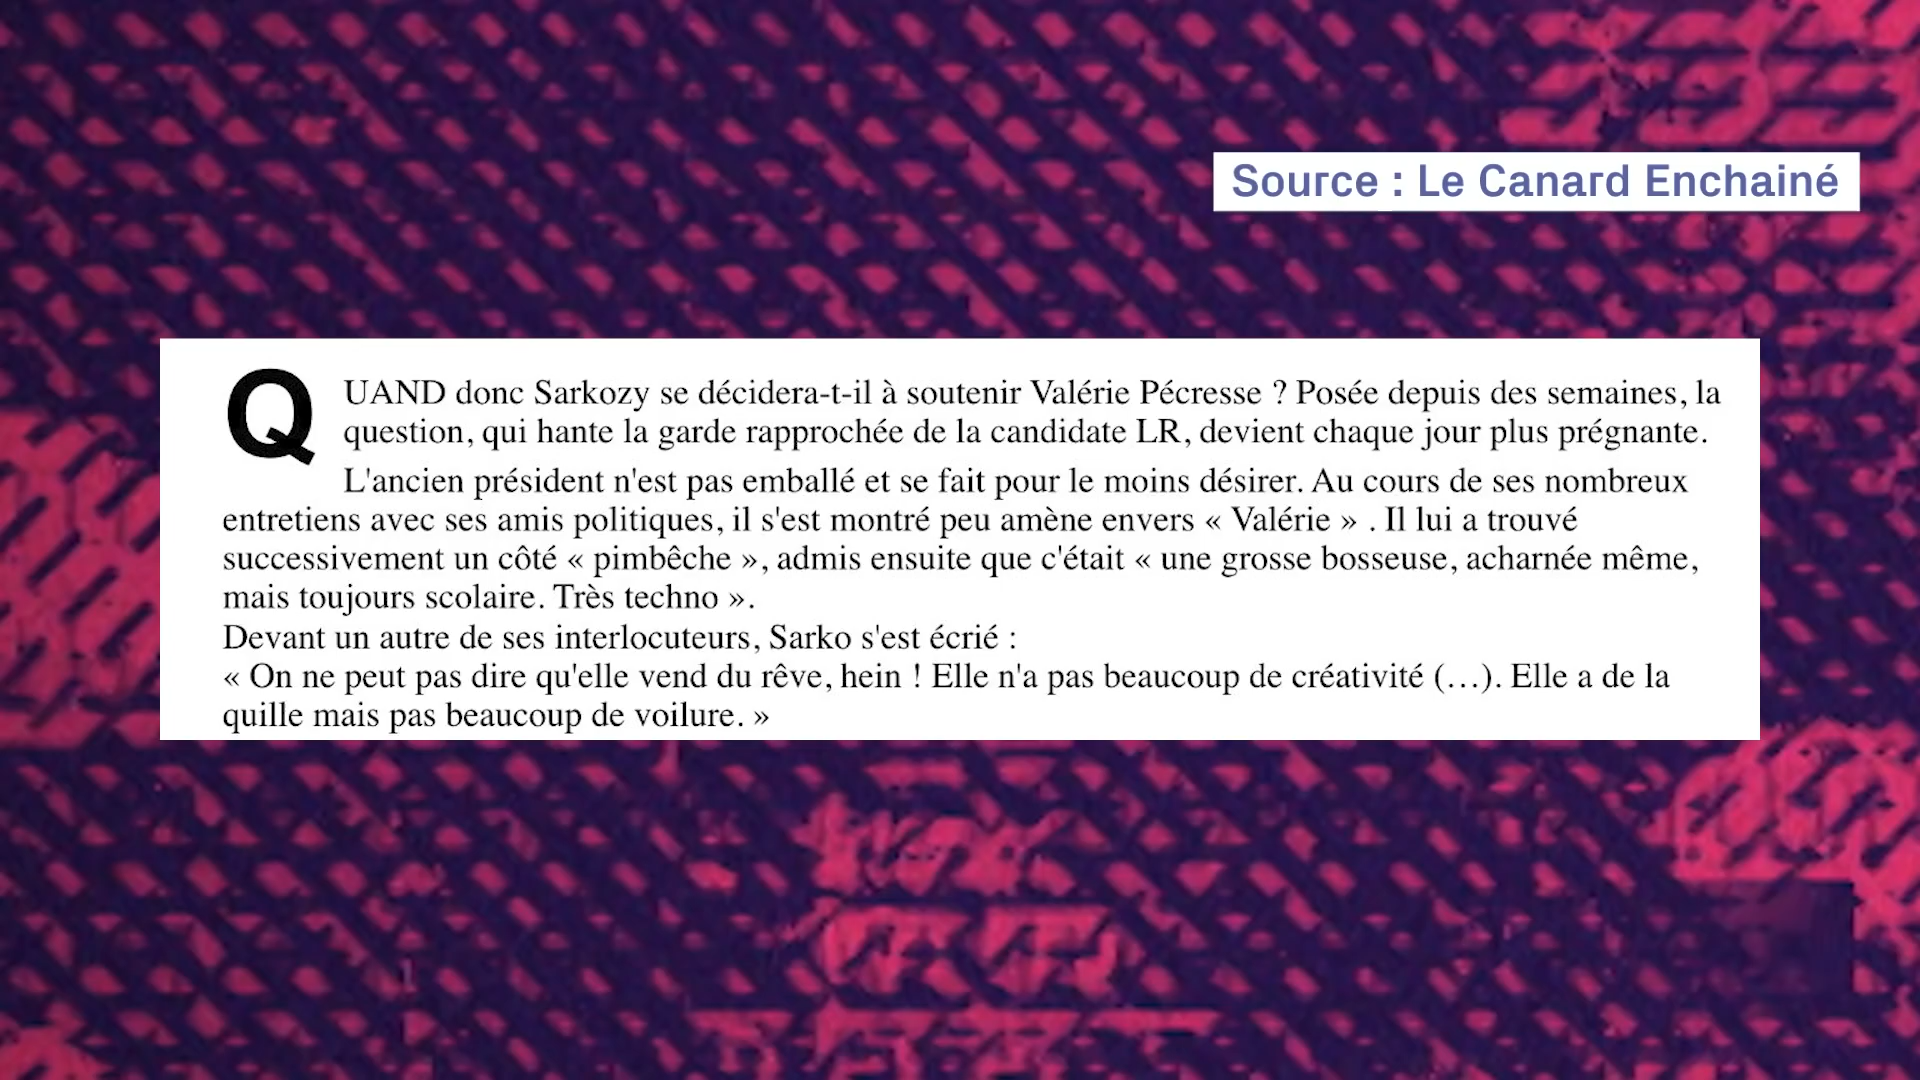 Source : Le Canard Enchainé
QUAND donc Sarkozy se décidera-t-il à soutenir Valérie Pécresse ? Posée depuis des semaines, la
question, qui hante la garde rapprochée de la candidate LR, devient chaque jour plus prégnante.
L'ancien président n'est pas emballé et se fait pour le moins désirer. Au cours de ses nombreux
entretiens avec ses amis politiques, il s'est montré peu amène envers « Valérie » . Il lui a trouvé
successivement un côté « pimbêche », admis ensuite que c'était « une grosse bosseuse, acharnée même,
mais toujours scolaire. Très techno ».
Devant un autre de ses interlocuteurs, Sarko s'est écrié :
« On ne peut pas dire qu'elle vend du rêve, hein ! Elle n'a pas beaucoup de créativité (…). Elle a de la
quille mais pas beaucoup de voilure. »